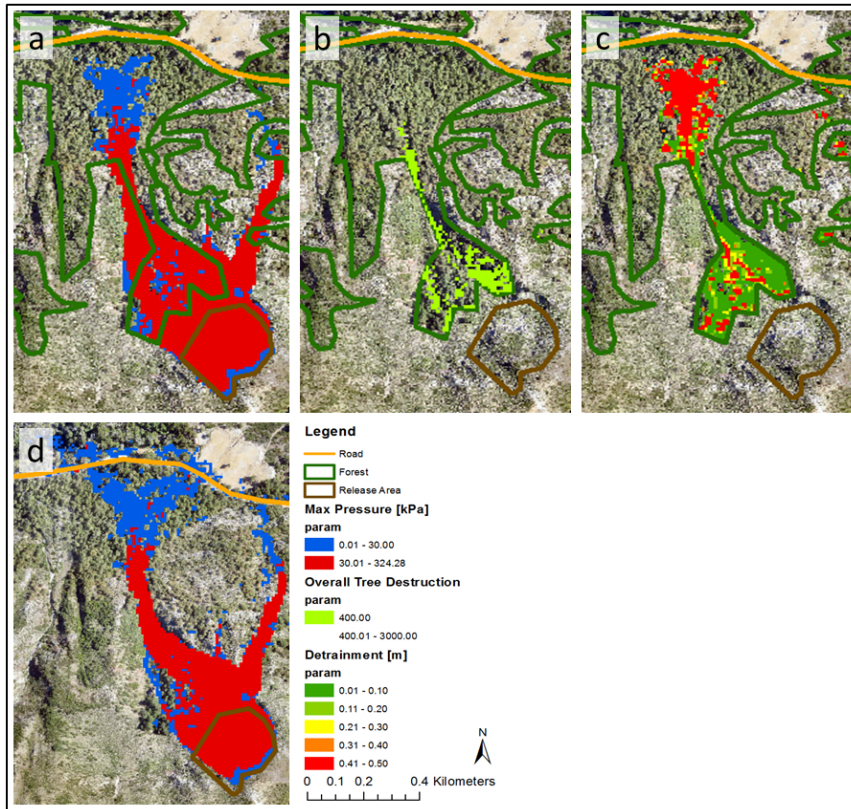 a
b
c
d
Legend
Road
Forest
Release Area
Max Pressure [kPa]
param
0.01 - 30.00
30.01 - 324.28
Overall Tree Destruction
param
400.00
400.01 - 3000.00
Detrainment [m]
param
0.01 - 0.10
0.11 - 0.20
0.21 - 0.30
0.31 - 0.40
0.41 - 0.50
N
0 0.1 0.2 0.4 Kilometers